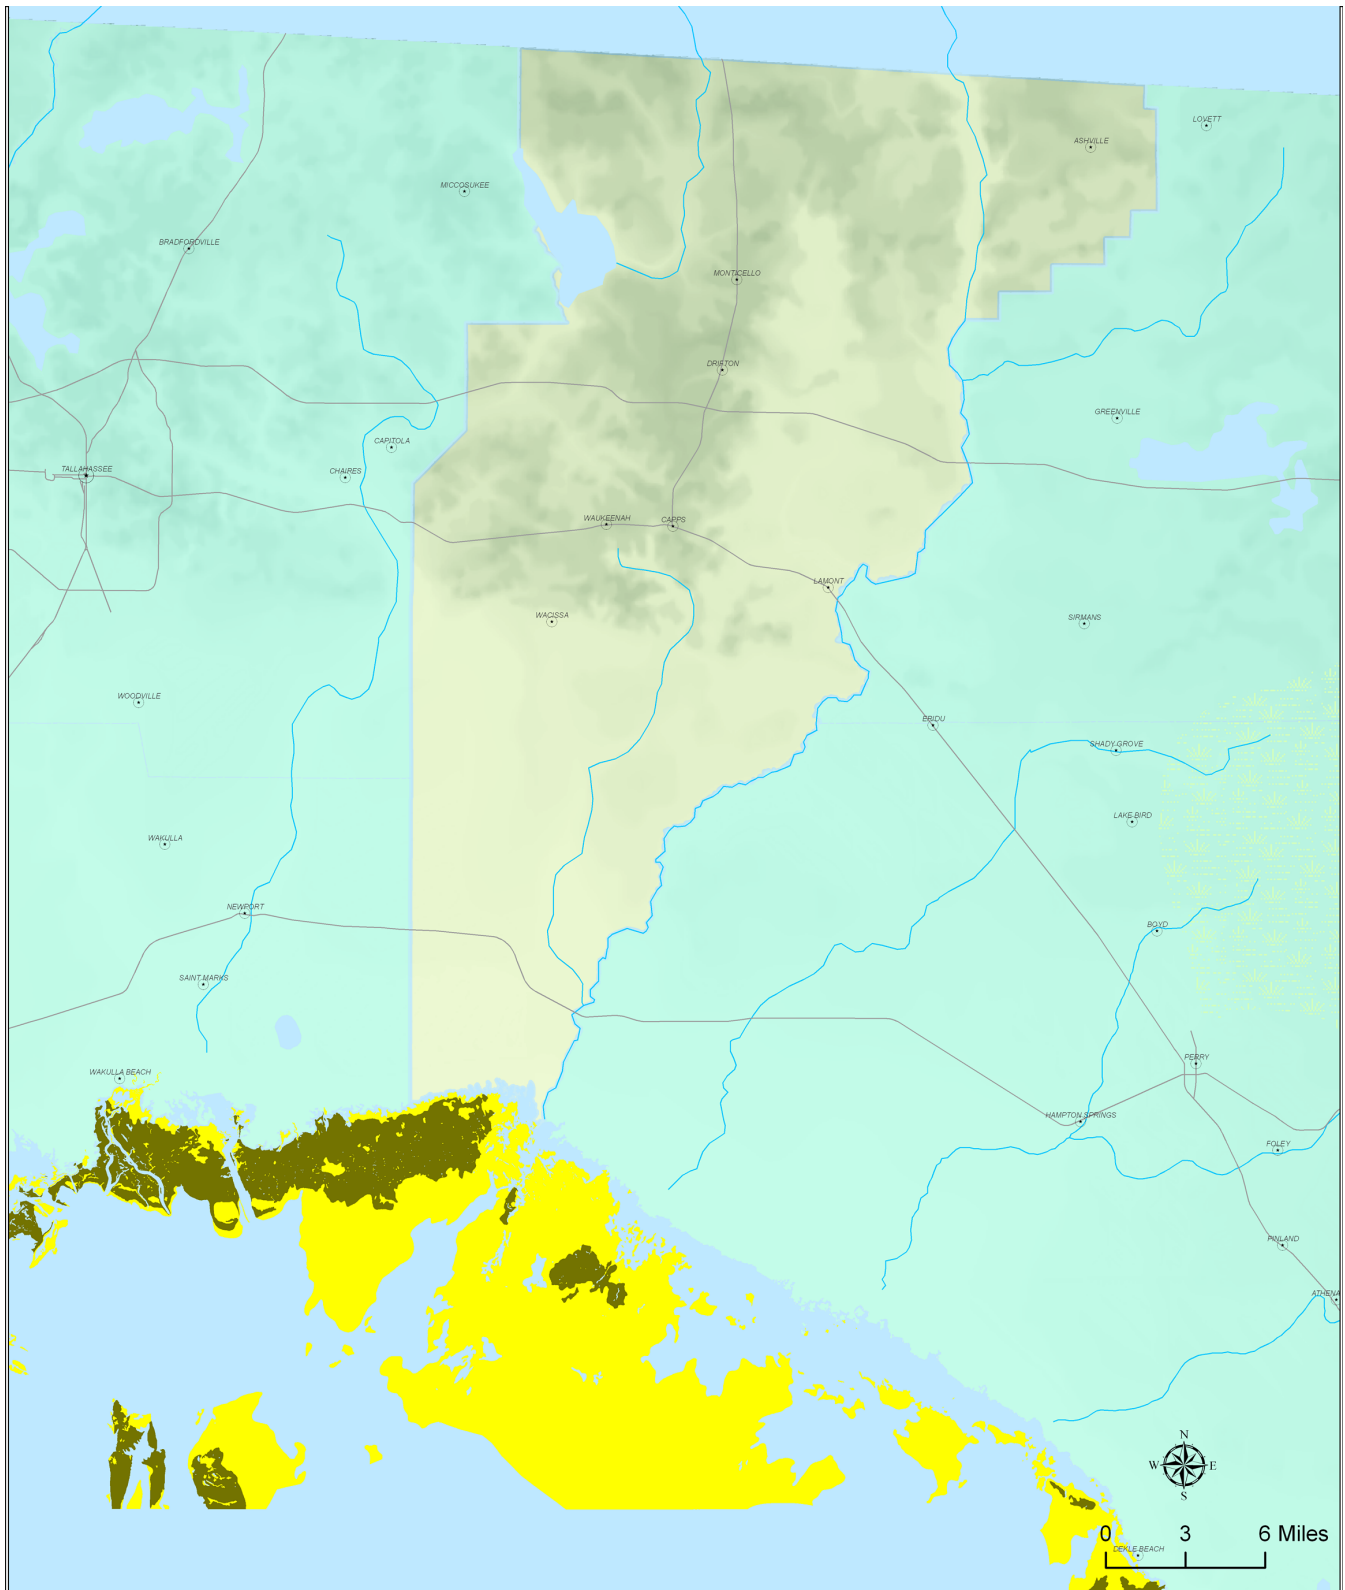 LOVETT
ASHVILLE
MICCOSUKEE
BRADFORDVILLE
MONTICELLO
DRIFTON
GREENVILLE
CAPITOLA
TALLAHASSEE
CHAIRES
WAUKEENAH
CAPPS
LAMONT
WACISSA
SIRMANS
WOODVILLE
ERIDU
SHADY GROVE
LAKE BIRD
WAKULLA
NEWPORT
BOYD
SAINT MARKS
PERRY
WAKULLA BEACH
HAMPTON SPRINGS
FOLEY
PINLAND
ATHENA
N
W E
S
0 3 6 Miles
DEKLE BEACH